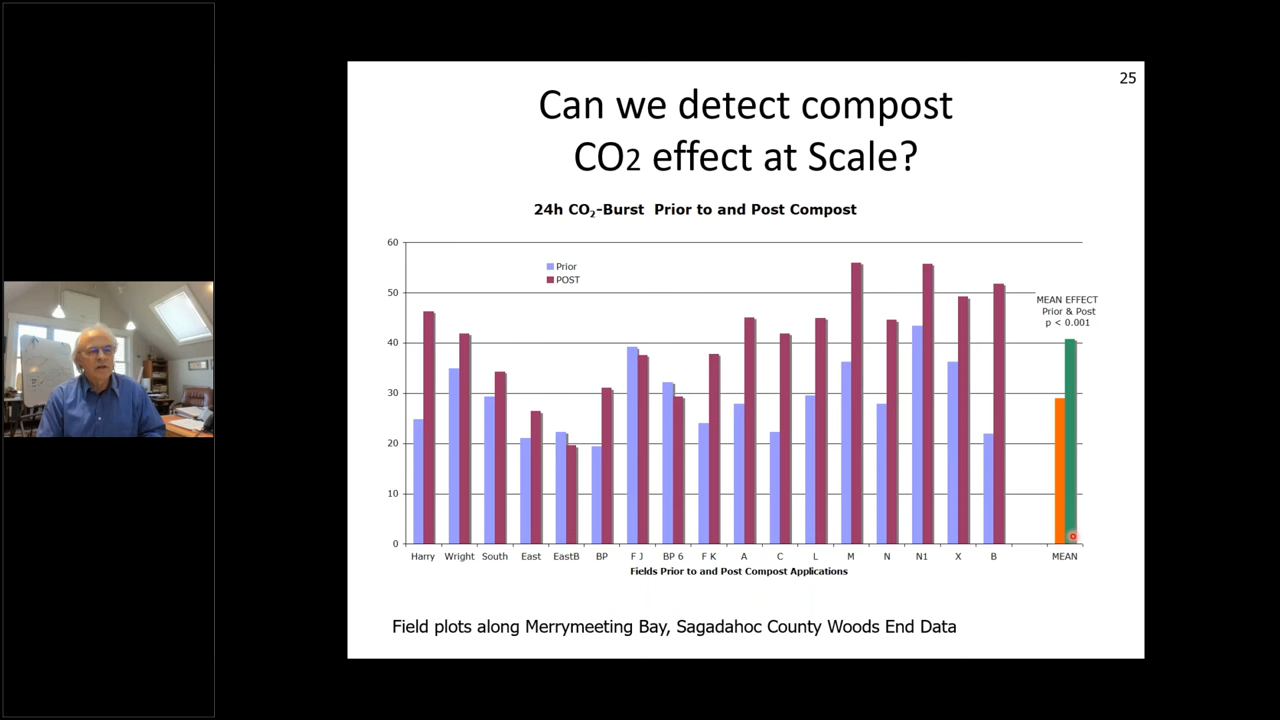 25
Can we detect compost
CO2 effect at Scale?
24h CO2-Burst Prior to and Post Compost
60
50
40
30
20
10
0
Prior
POST
MEAN EFFECT
Prior & Post
p < 0.001
Harry Wright South East EastB BP F J BP 6 F K A C L M N N1 X B MEAN
Fields Prior to and Post Compost Applications
Field plots along Merrymeeting Bay, Sagadahoc County Woods End Data